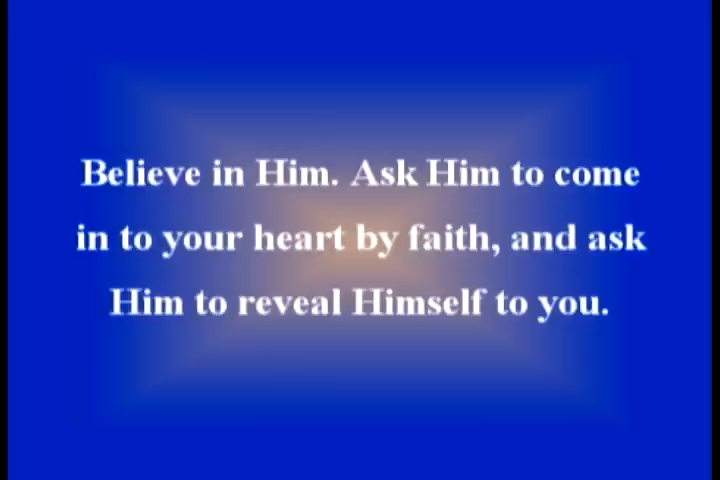 Believe in Him. Ask Him to come
in to your heart by faith, and ask
Him to reveal Himself to you.